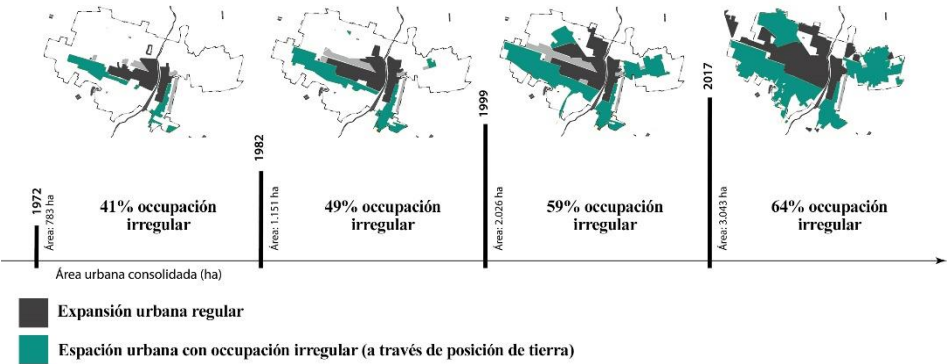 1972
Área: 783 ha
41% occupación
irregular
1982
Área: 1.151 ha
49% occupación
irregular
1999
Área: 2.026 ha
59% occupación
irregular
2017
Área: 3.043 ha
64% occupación
irregular
Área urbana consolidada (ha)
Expansión urbana regular
Espación urbana con occupación irregular (a través de posición de tierra)